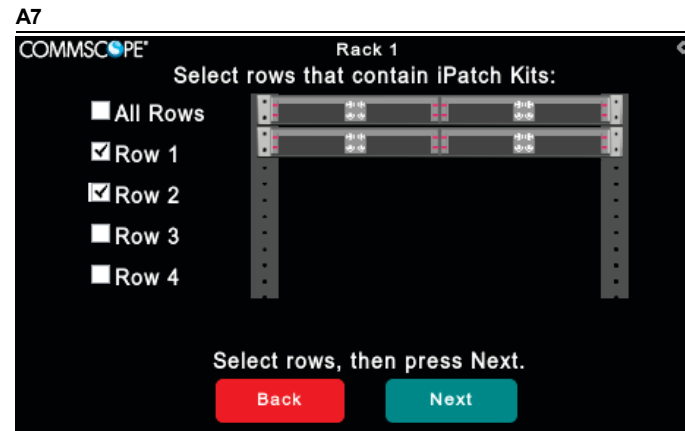 A7
COMMSCOPE®
Rack 1
Select rows that contain iPatch Kits:
All Rows
Row 1
Row 2
Row 3
Row 4
Select rows, then press Next.
Back
Next